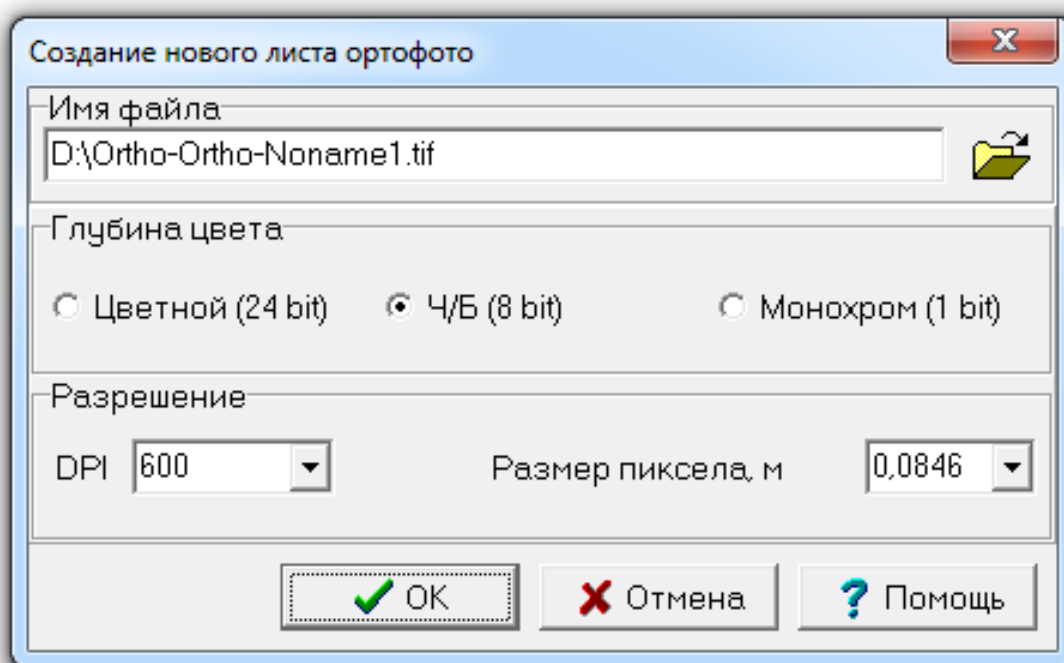 Создание нового листа ортофото
Имя файла
D:\Ortho-Ortho-Noname1.tif
Глубина цвета
Цветной (24 bit) Ч/Б (8 bit) Монохром (1 bit)
Разрешение
DPI 600 Размер пиксела, м 0,0846
OK Отмена ? Помощь